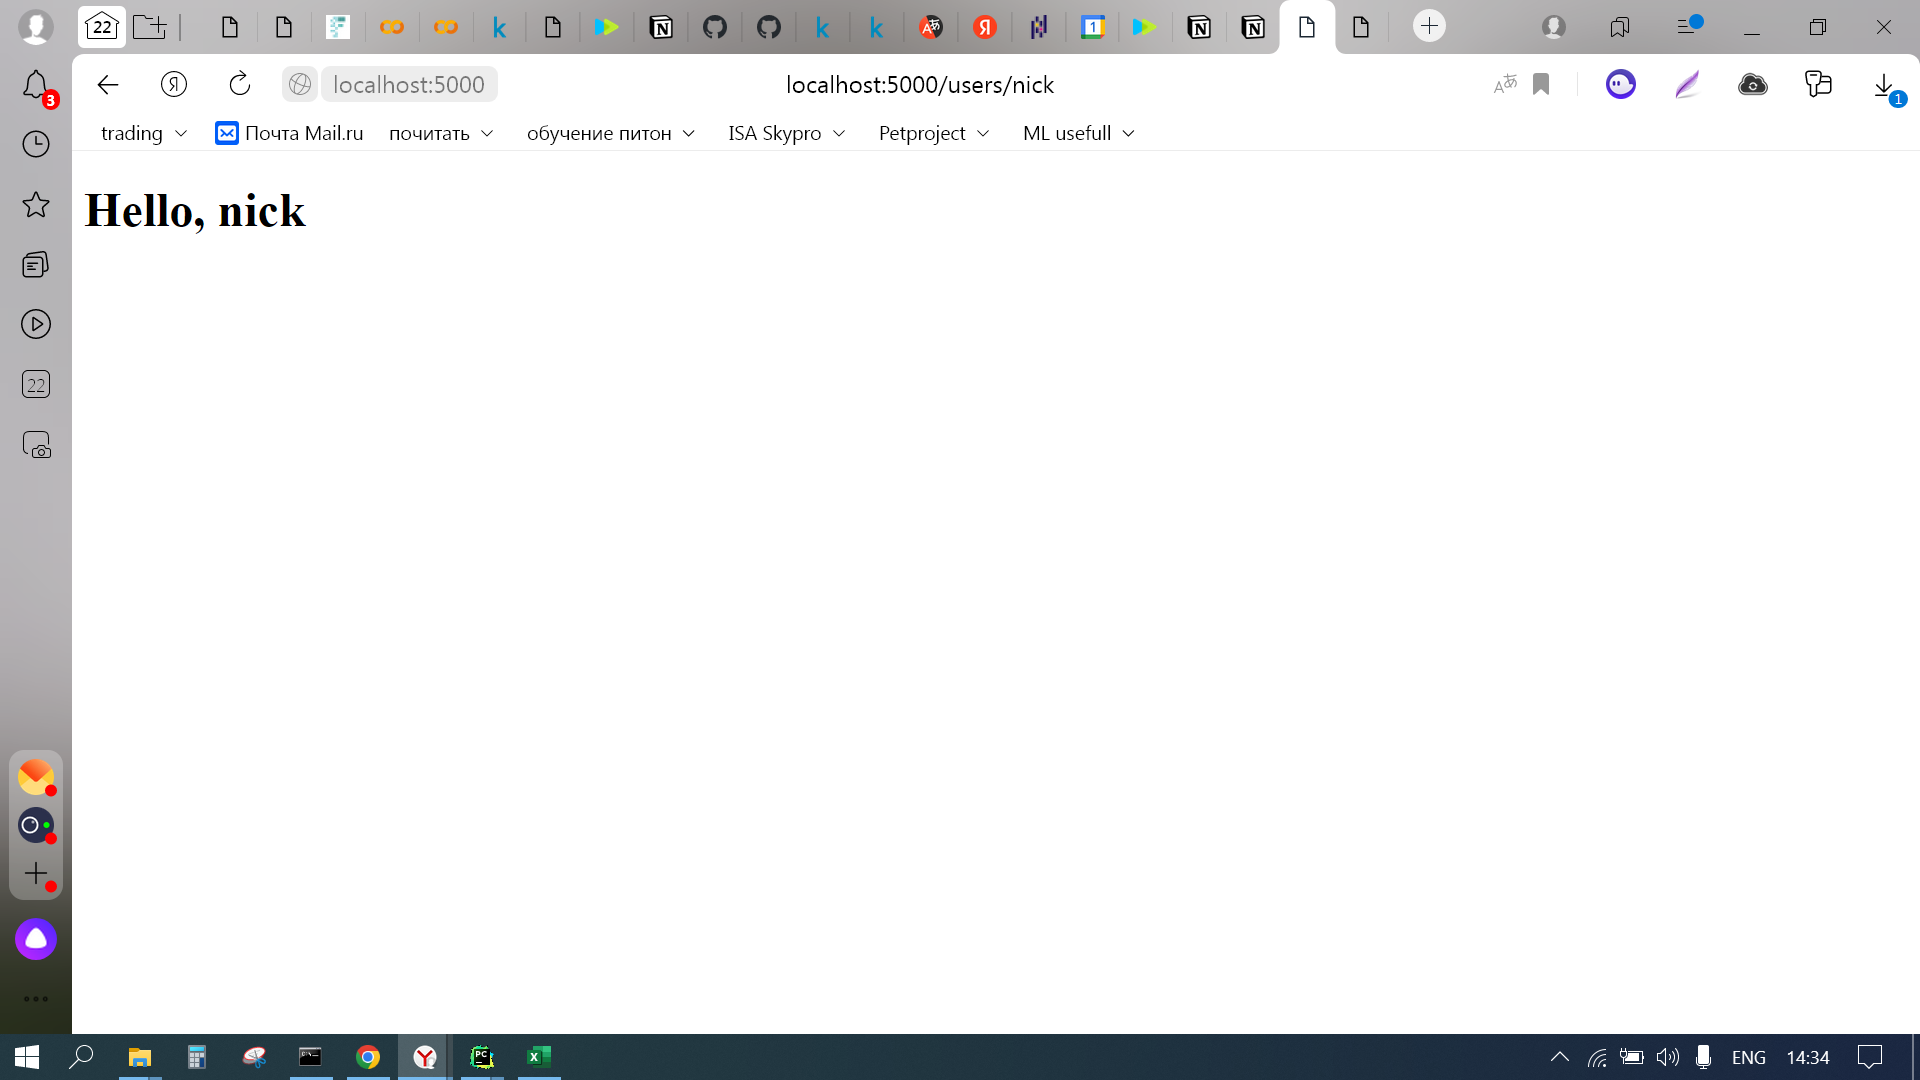 22
3
Я
localhost:5000
localhost:5000/users/nick
1
trading
Почта Mail.ru
почитать
обучение питон
ISA Skypro
Petproject
ML usefull
Hello, nick
22
ENG
14:34